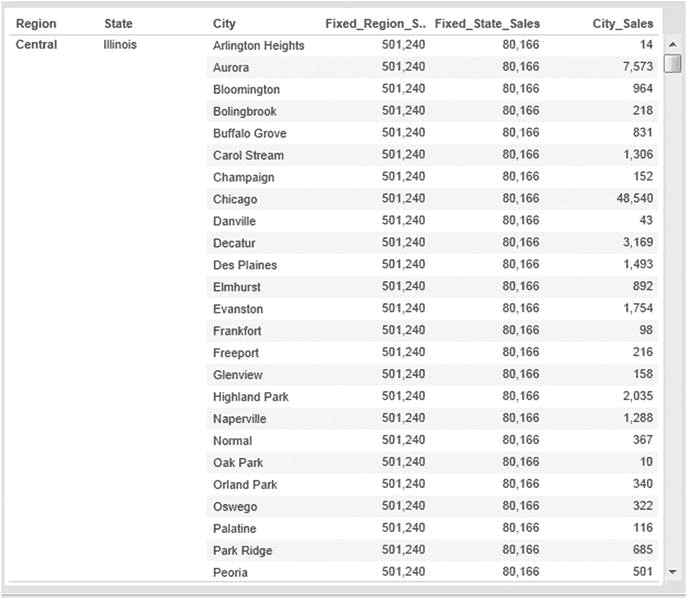 Region State City Fixed_Region_S.. Fixed_State_Sales City_Sales
Central Illinois Arlington Heights 501,240 80,166 14
Aurora 501,240 80,166 7,573
Bloomington 501,240 80,166 964
Bolingbrook 501,240 80,166 218
Buffalo Grove 501,240 80,166 831
Carol Stream 501,240 80,166 1,306
Champaign 501,240 80,166 152
Chicago 501,240 80,166 48,540
Danville 501,240 80,166 43
Decatur 501,240 80,166 3,169
Des Plaines 501,240 80,166 1,493
Elmhurst 501,240 80,166 892
Evanston 501,240 80,166 1,754
Frankfort 501,240 80,166 98
Freeport 501,240 80,166 216
Glenview 501,240 80,166 158
Highland Park 501,240 80,166 2,035
Naperville 501,240 80,166 1,288
Normal 501,240 80,166 367
Oak Park 501,240 80,166 10
Orland Park 501,240 80,166 340
Oswego 501,240 80,166 322
Palatine 501,240 80,166 116
Park Ridge 501,240 80,166 685
Peoria 501,240 80,166 501